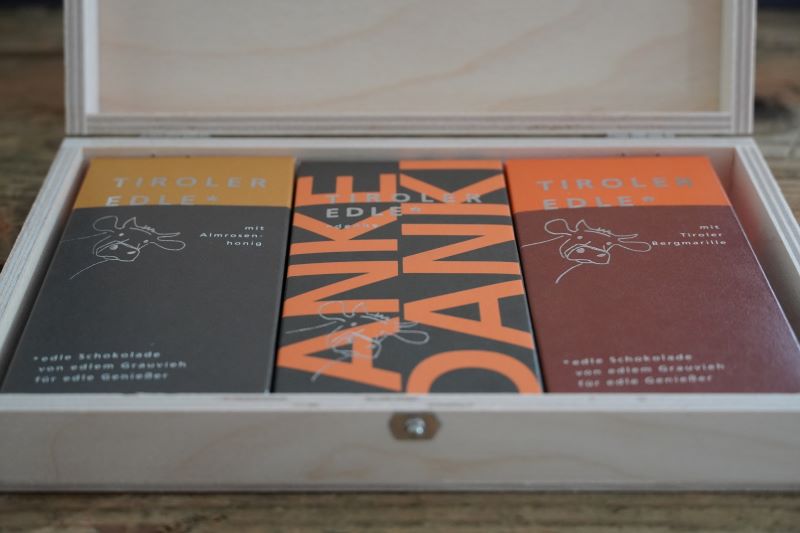 TIROLER
EDLE*
mit
Almrosen-
honig
*edle Schokolade
von edlem Grauvieh
für edle Genießer
TIROLER
EDLE*
ANKE
DANKE
TIROLER
EDLE*
mit
Tiroler
Bergmarille
*edle Schokolade
von edlem Grauvieh
für edle Genießer